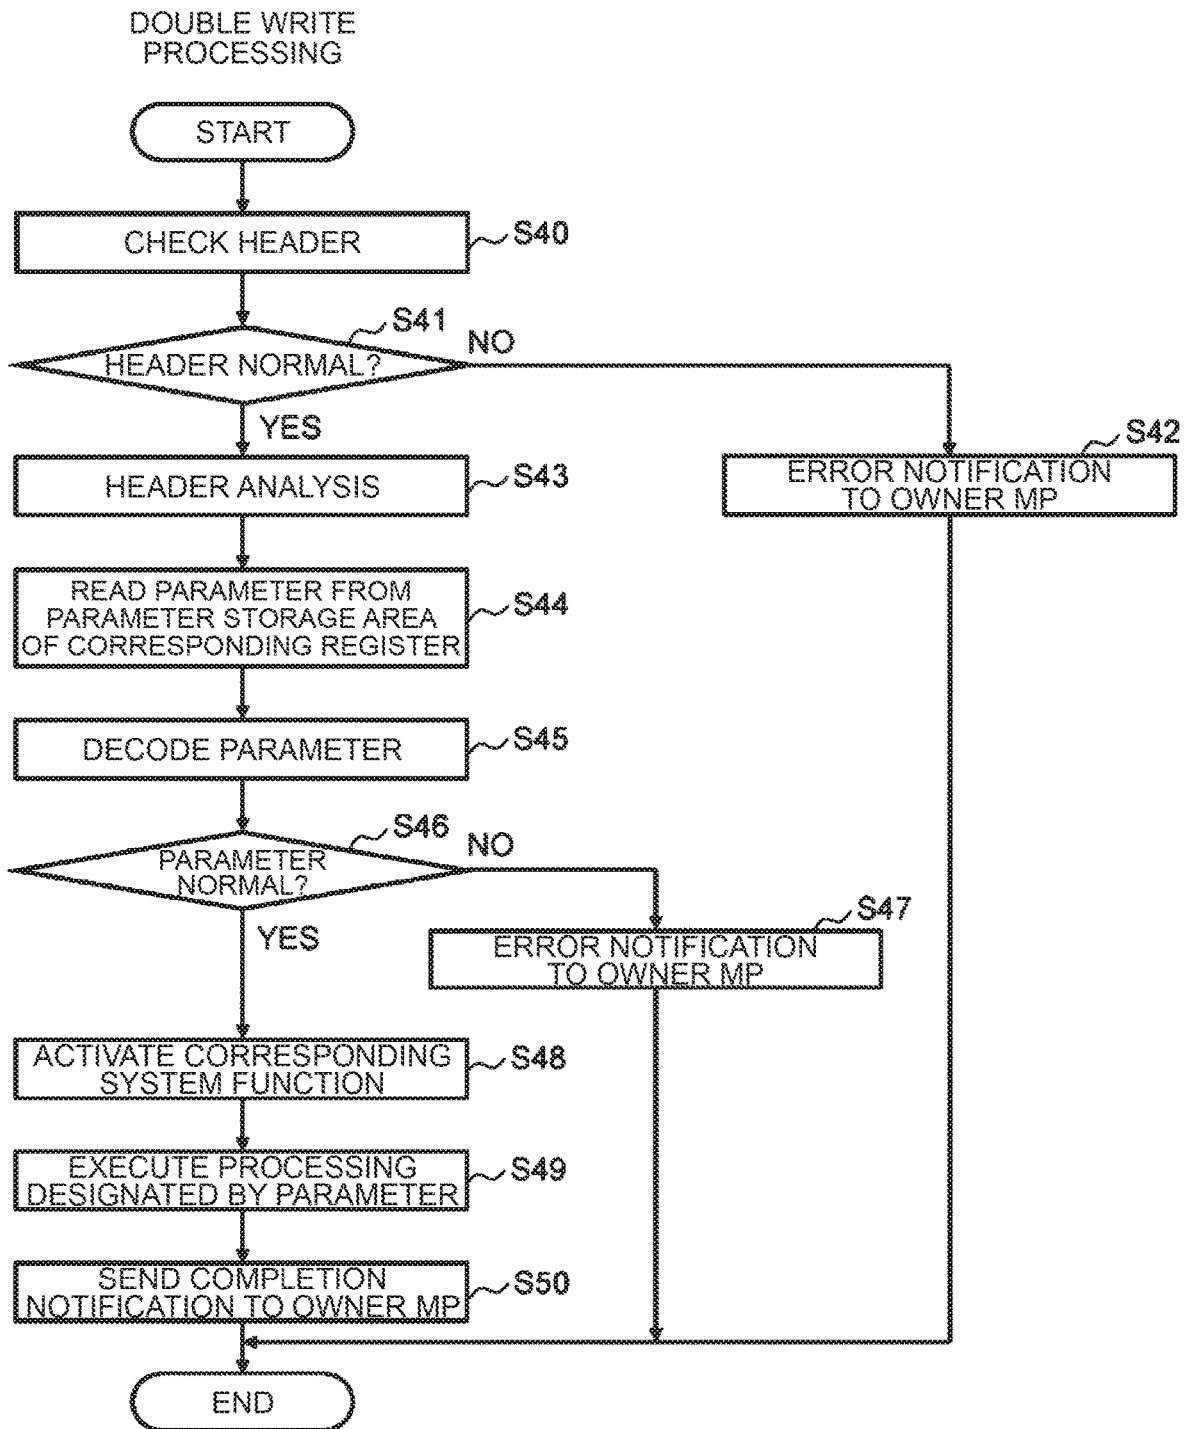 DOUBLE WRITE
PROCESSING
START
CHECK HEADER
S40
S41
HEADER NORMAL?
NO
YES
S42
ERROR NOTIFICATION
TO OWNER MP
HEADER ANALYSIS
S43
READ PARAMETER FROM
PARAMETER STORAGE AREA
OF CORRESPONDING REGISTER
S44
DECODE PARAMETER
S45
S46
PARAMETER
NORMAL?
NO
YES
S47
ERROR NOTIFICATION
TO OWNER MP
ACTIVATE CORRESPONDING
SYSTEM FUNCTION
S48
EXECUTE PROCESSING
DESIGNATED BY PARAMETER
S49
SEND COMPLETION
NOTIFICATION TO OWNER MP
S50
END